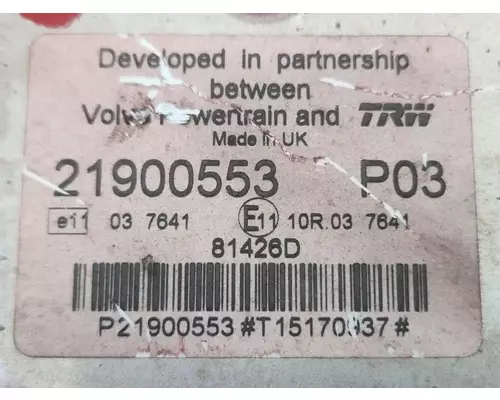 Developed in partnership
between
Volvo Powertrain and TRW
Made in UK
21900553 P03
e11 03 7641 E11 10R.03 7641
81426D
P21900553#T15170937#